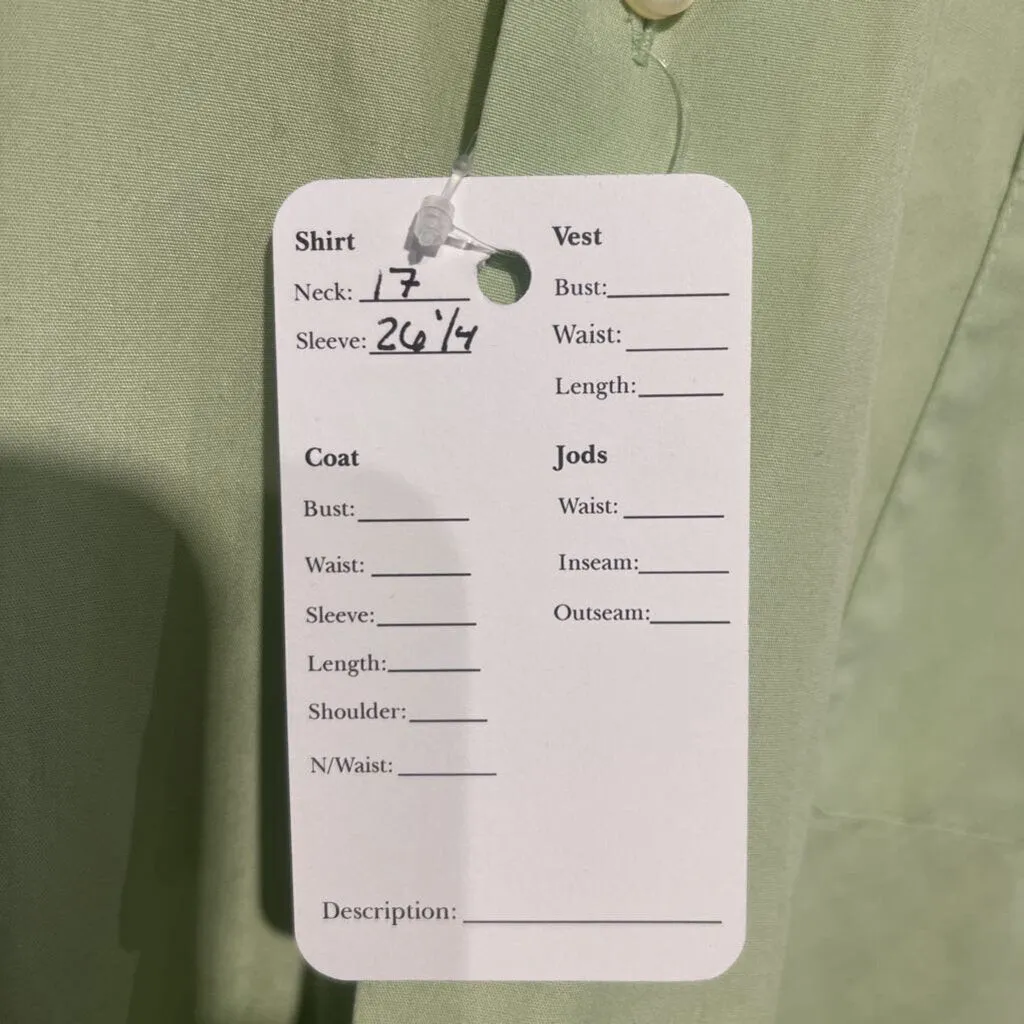 Shirt
Neck: 17
Sleeve: 26 1/4
Vest
Bust:
Waist:
Length:
Coat
Bust:
Waist:
Sleeve:
Length:
Shoulder:
N/Waist:
Jods
Waist:
Inseam:
Outseam:
Description: